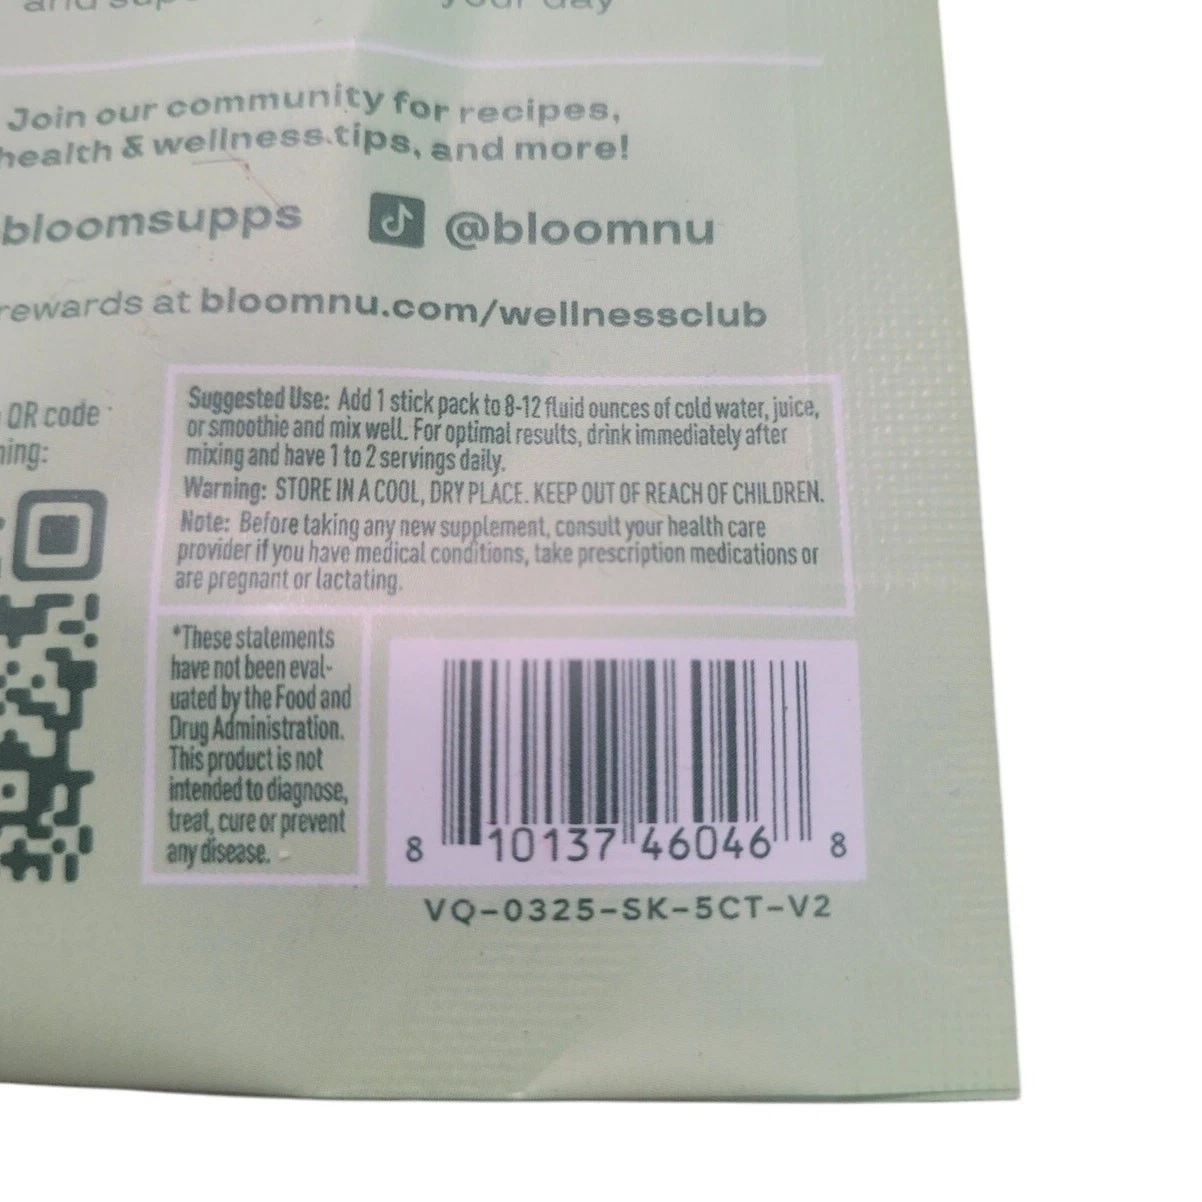 your day
Join our community for recipes,
health & wellness tips, and more!
bloomsupps @bloomnu
rewards at bloomnu.com/wellnessclub
QR code
Suggested Use: Add 1 stick pack to 8-12 fluid ounces of cold water, juice,
or smoothie and mix well. For optimal results, drink immediately after
mixing and have 1 to 2 servings daily.
Warning: STORE IN A COOL, DRY PLACE. KEEP OUT OF REACH OF CHILDREN.
Note: Before taking any new supplement, consult your health care
provider if you have medical conditions, take prescription medications or
are pregnant or lactating.
*These statements
have not been eval-
uated by the Food and
Drug Administration.
This product is not
intended to diagnose,
treat, cure or prevent
any disease.
8 10137 46046 8
VQ-0325-SK-5CT-V2